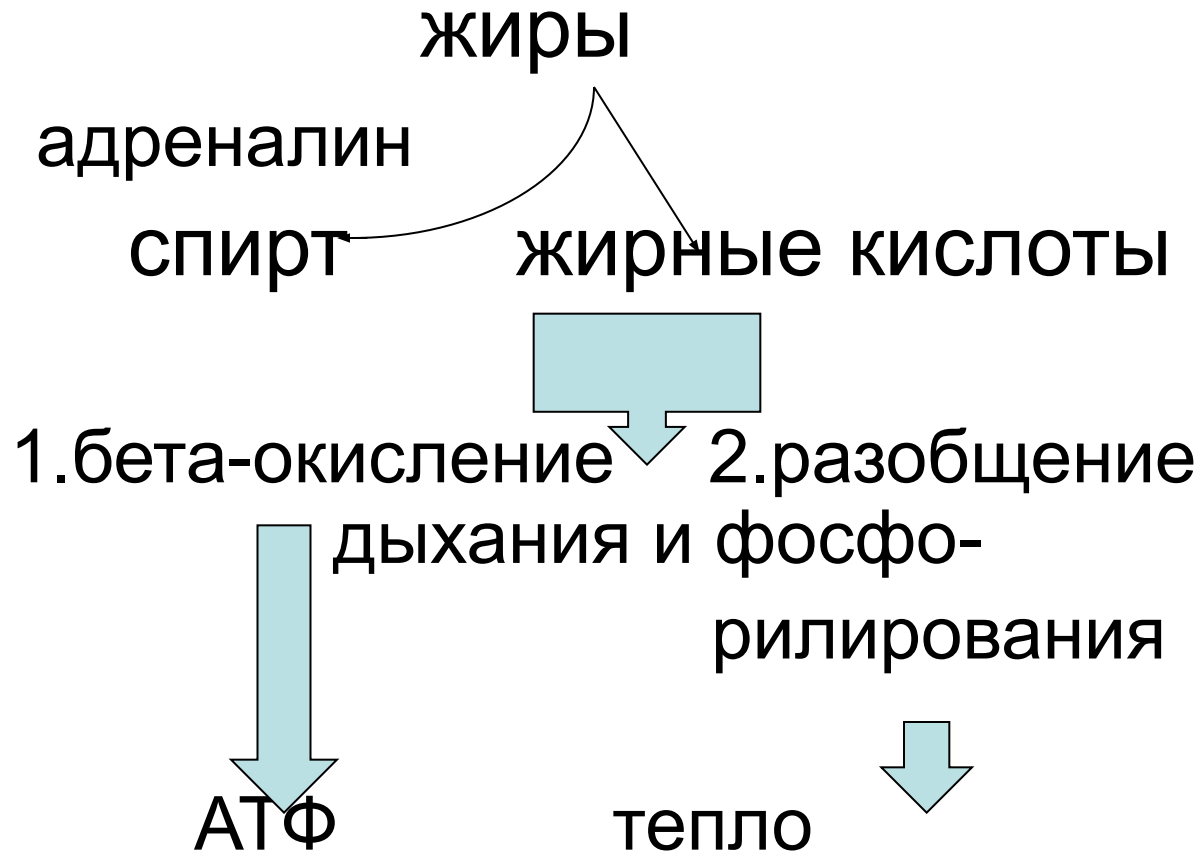 жиры
адреналин
спирт жирные кислоты
1.бета-окисление 2.разобщение
дыхания и фосфо-
рилирования
АТФ тепло